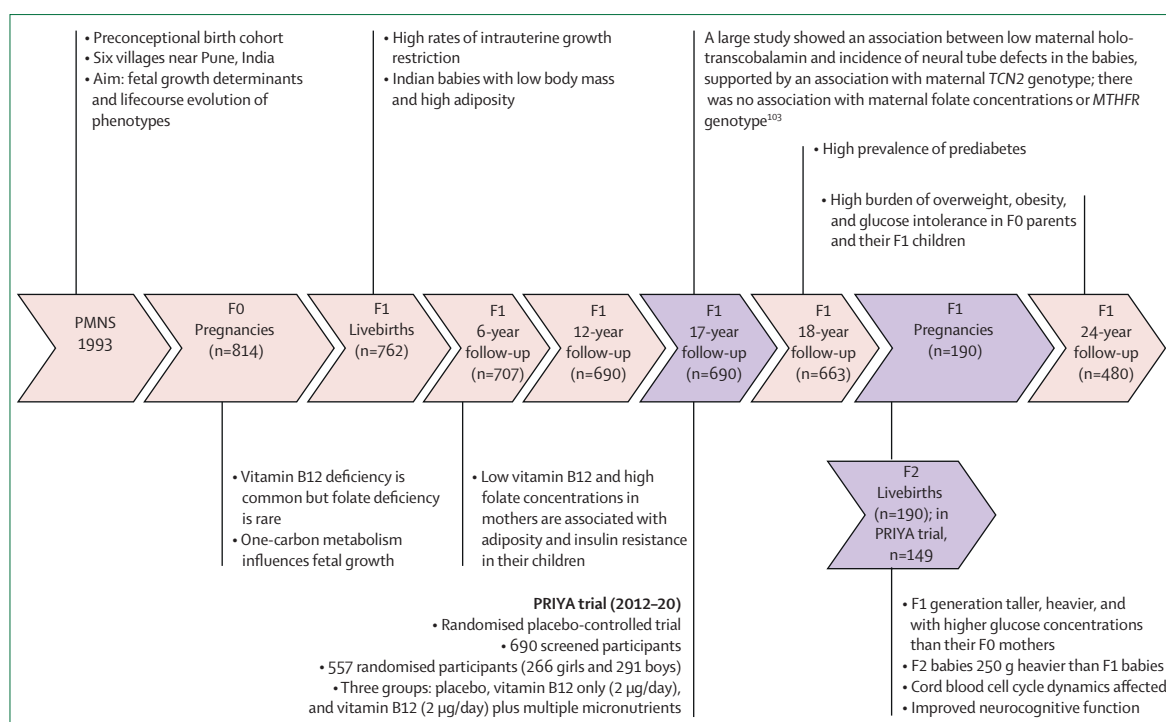 • Preconceptional birth cohort
• Six villages near Pune, India
• Aim: fetal growth determinants
and lifecourse evolution of
phenotypes
• High rates of intrauterine growth
restriction
• Indian babies with low body mass
and high adiposity
A large study showed an association between low maternal holo-
transcobalamin and incidence of neural tube defects in the babies,
supported by an association with maternal TCN2 genotype; there
was no association with maternal folate concentrations or MTHFR
genotype¹⁰³
• High prevalence of prediabetes
• High burden of overweight, obesity,
and glucose intolerance in F0 parents
and their F1 children
PMNS
1993
F0
Pregnancies
(n=814)
F1
Livebirths
(n=762)
F1
6-year
follow-up
(n=707)
F1
12-year
follow-up
(n=690)
F1
17-year
follow-up
(n=690)
F1
18-year
follow-up
(n=663)
F1
Pregnancies
(n=190)
F1
24-year
follow-up
(n=480)
• Vitamin B12 deficiency is
common but folate deficiency
is rare
• One-carbon metabolism
influences fetal growth
• Low vitamin B12 and high
folate concentrations in
mothers are associated with
adiposity and insulin resistance
in their children
F2
Livebirths
(n=190); in
PRIYA trial,
n=149
PRIYA trial (2012–20)
• Randomised placebo-controlled trial
• 690 screened participants
• 557 randomised participants (266 girls and 291 boys)
• Three groups: placebo, vitamin B12 only (2 µg/day),
and vitamin B12 (2 µg/day) plus multiple micronutrients
• F1 generation taller, heavier, and
with higher glucose concentrations
than their F0 mothers
• F2 babies 250 g heavier than F1 babies
• Cord blood cell cycle dynamics affected
• Improved neurocognitive function